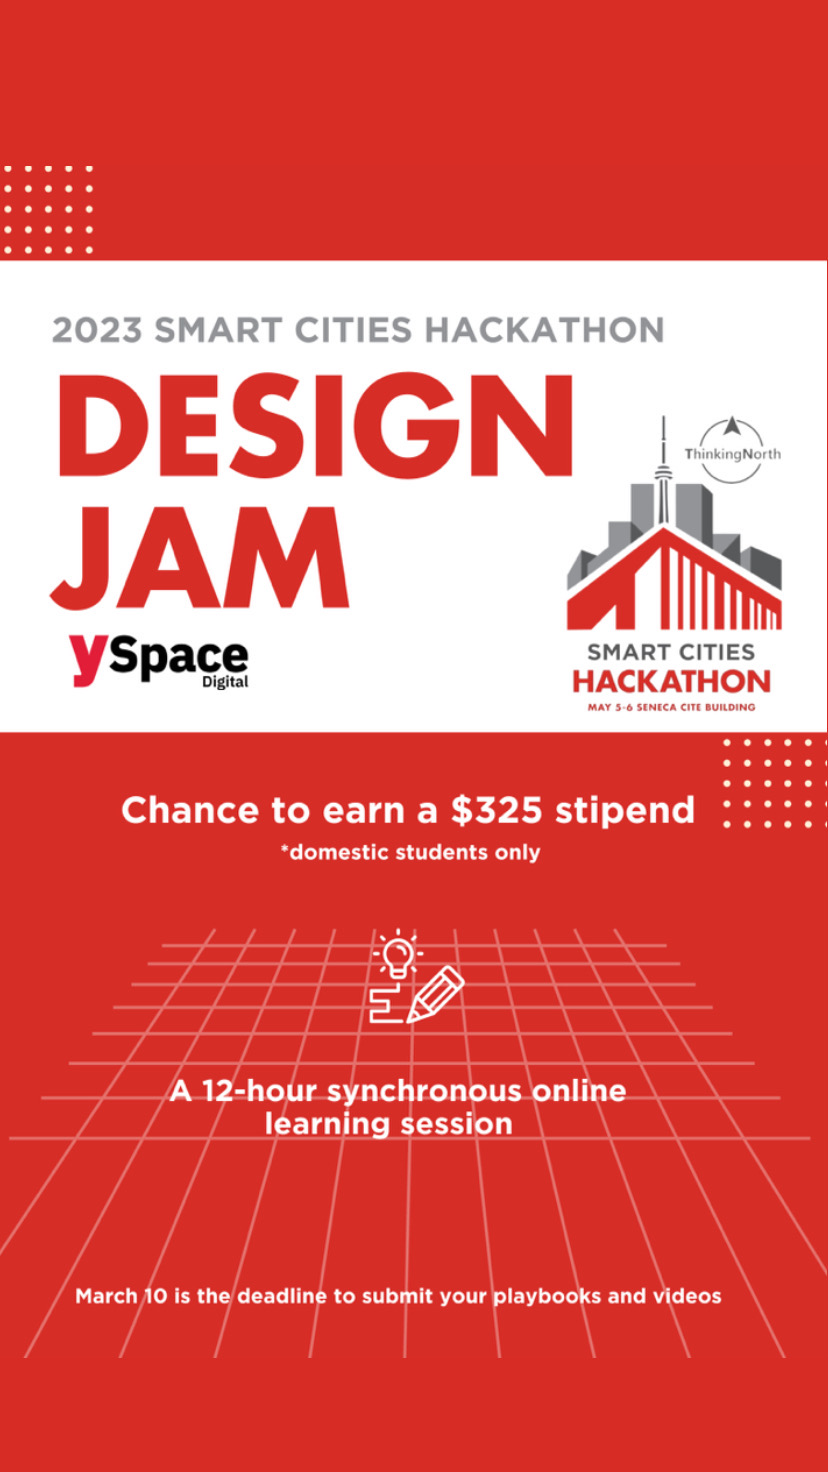 2023 SMART CITIES HACKATHON
DESIGN
JAM
ThinkingNorth
ySpace
Digital
SMART CITIES
HACKATHON
MAY 5-6 SENECA CITE BUILDING
Chance to earn a $325 stipend
*domestic students only
A 12-hour synchronous online
learning session
March 10 is the deadline to submit your playbooks and videos